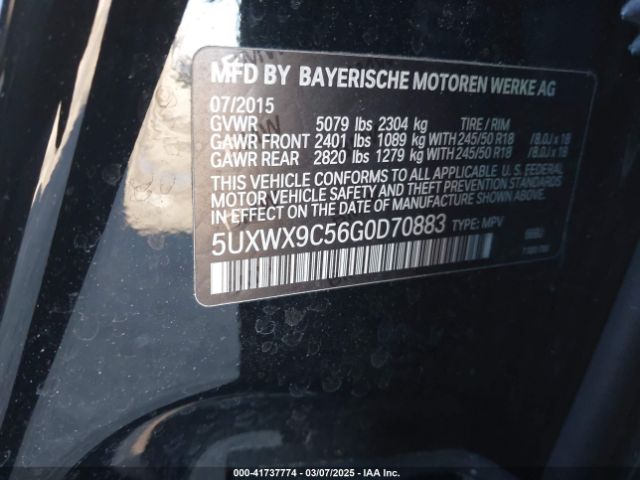 MFD BY BAYERISCHE MOTOREN WERKE AG
07/2015
GVWR 5079 lbs 2304 kg TIRE / RIM
GAWR FRONT 2401 lbs 1089 kg WITH 245/50 R18 /8.0J x 18
GAWR REAR 2820 lbs 1279 kg WITH 245/50 R18 /8.0J x 18
THIS VEHICLE CONFORMS TO ALL APPLICABLE U. S. FEDERAL
MOTOR VEHICLE SAFETY AND THEFT PREVENTION STANDARDS
IN EFFECT ON THE DATE OF MANUFACTURE SHOWN ABOVE.
5UXWX9C56G0D70883 TYPE: MPV
000-41737774 — 03/07/2025 — IAA Inc.